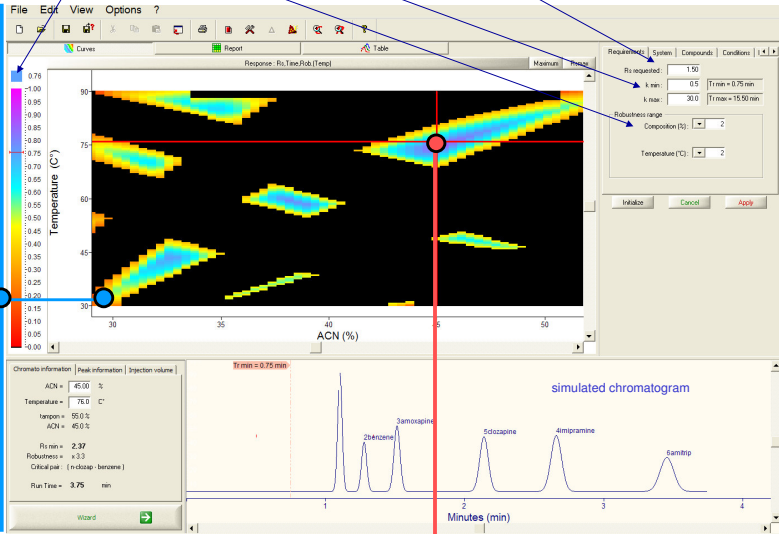 File Edit View Options ?
Curves Report Table
Response : Rs,Time,Rob.(Temp) Maximum Rsmax
0.76
1.00
0.95
0.90
0.85
0.80
0.75
0.70
0.65
0.60
0.55
0.50
0.45
0.40
0.35
0.30
0.25
0.20
0.15
0.10
0.05
0.00
Temperature (C°)
90
75
60
45
30
30 35 40 45 50
ACN (%)
Requirements System Compounds Conditions
Rs requested : 1.50
k min : 0.5 Tr min = 0.75 min
k max : 30.0 Tr max = 15.50 min
Robustness range
Composition (%) : 2
Temperature (°C) : 2
Initialize Cancel Apply
Chromato information Peak information Injection volume
ACN = 45.00 %
Temperature = 76.0 C°
tampon = 55.0 %
ACN = 45.0 %
Rs min = 2.37
Robustness = x 3.3
Critical pair : ( n-clozap - benzene )
Run Time = 3.75 min
Wizard
Tr min = 0.75 min
simulated chromatogram
2benzene
3amoxapine
5clozapine
4imipramine
6amitrip
1 2 3 4
Minutes (min)